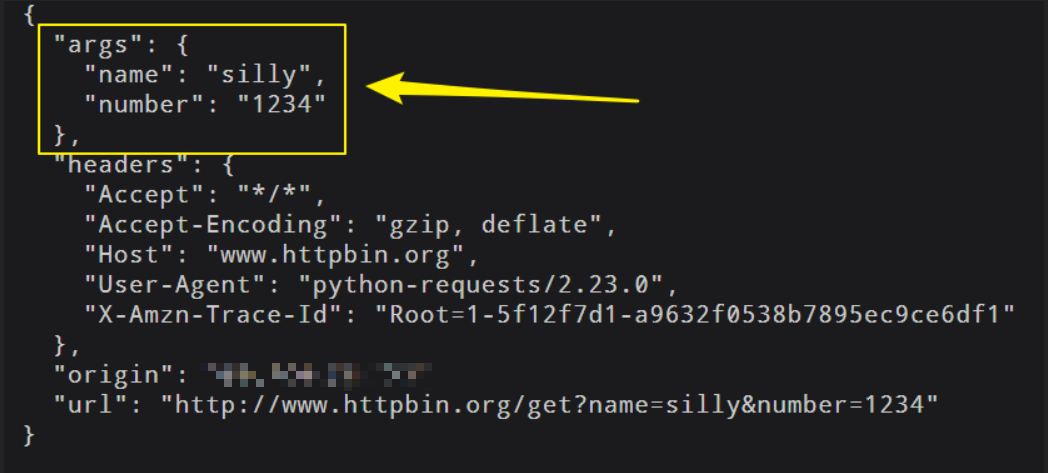 {
"args": {
"name": "silly",
"number": "1234"
},
"headers": {
"Accept": "*/*",
"Accept-Encoding": "gzip, deflate",
"Host": "www.httpbin.org",
"User-Agent": "python-requests/2.23.0",
"X-Amzn-Trace-Id": "Root=1-5f12f7d1-a9632f0538b7895ec9ce6df1"
},
"origin":
"url": "http://www.httpbin.org/get?name=silly&number=1234"
}